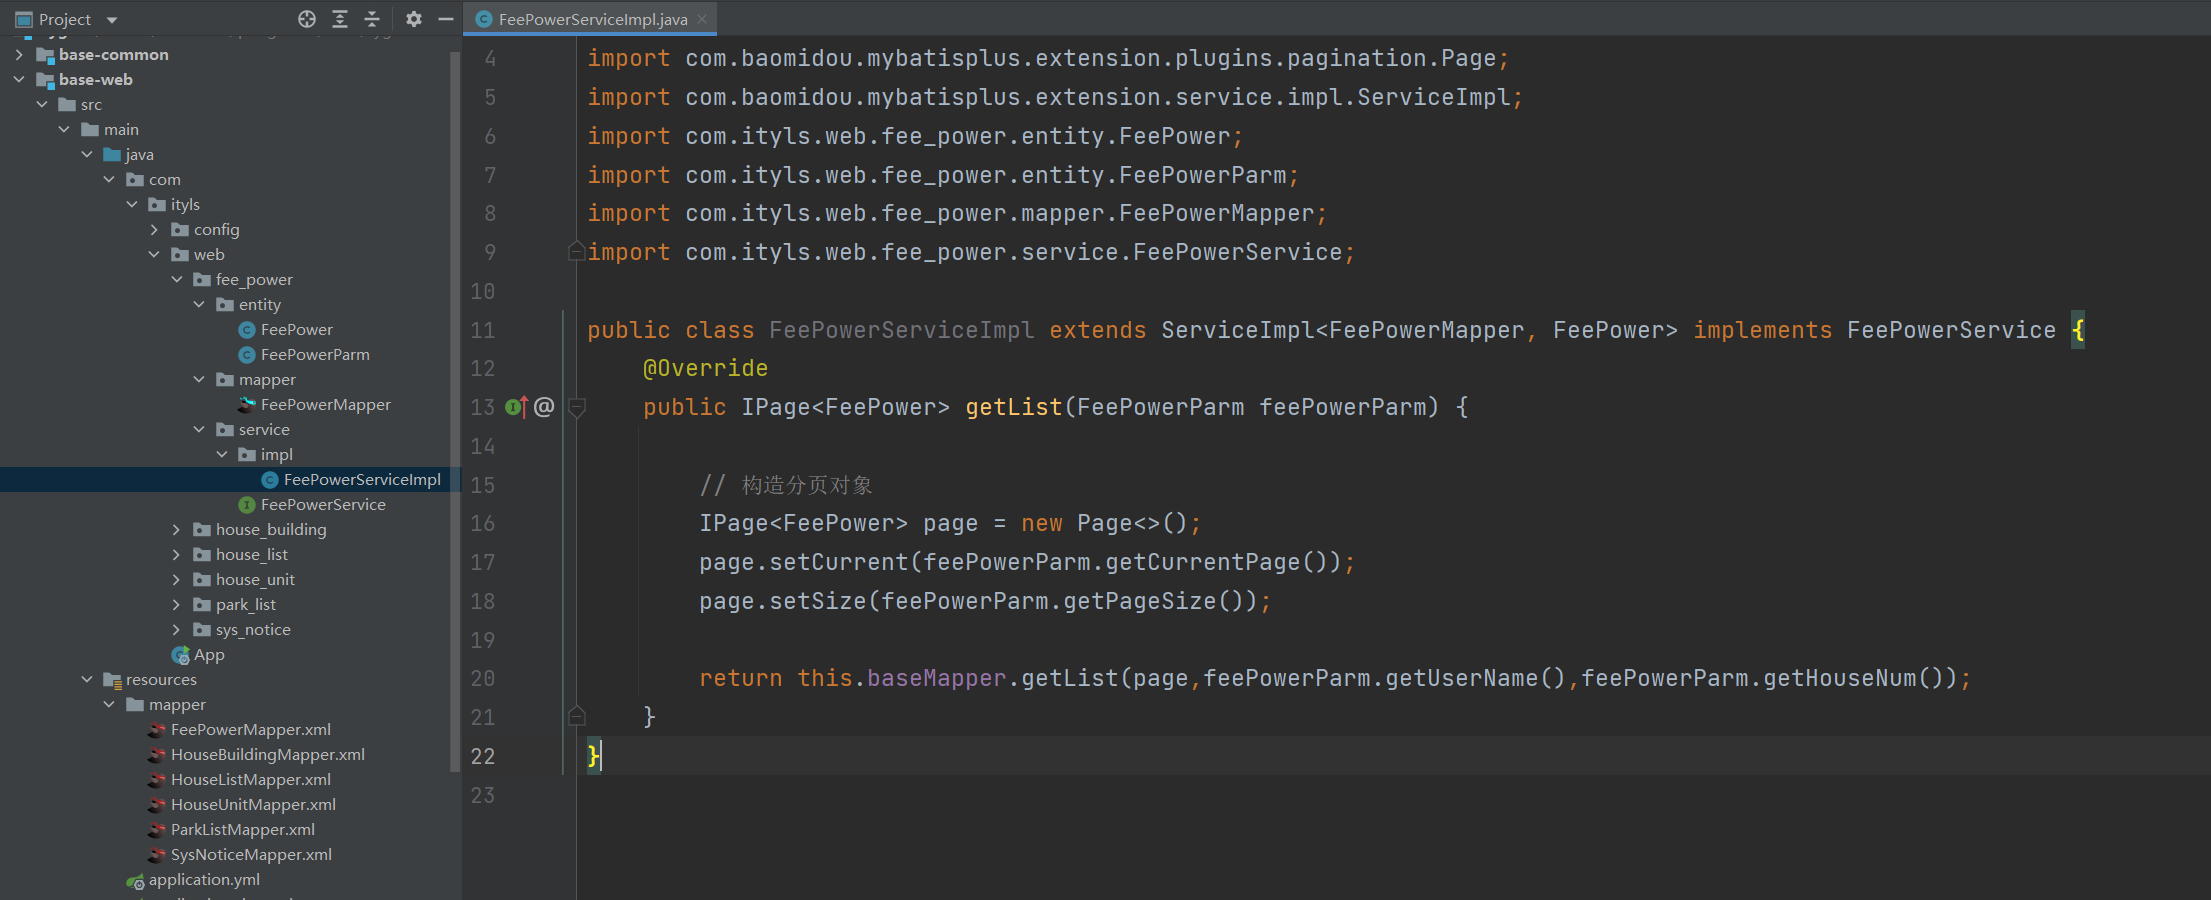 Project
FeePowerServiceImpl.java
base-common
base-web
src
main
java
com
ityls
config
web
fee_power
entity
FeePower
FeePowerParm
mapper
FeePowerMapper
service
impl
FeePowerServiceImpl
FeePowerService
house_building
house_list
house_unit
park_list
sys_notice
App
resources
mapper
FeePowerMapper.xml
HouseBuildingMapper.xml
HouseListMapper.xml
HouseUnitMapper.xml
ParkListMapper.xml
SysNoticeMapper.xml
application.yml
4 import com.baomidou.mybatisplus.extension.plugins.pagination.Page;
5 import com.baomidou.mybatisplus.extension.service.impl.ServiceImpl;
6 import com.ityls.web.fee_power.entity.FeePower;
7 import com.ityls.web.fee_power.entity.FeePowerParm;
8 import com.ityls.web.fee_power.mapper.FeePowerMapper;
9 import com.ityls.web.fee_power.service.FeePowerService;
10
11 public class FeePowerServiceImpl extends ServiceImpl<FeePowerMapper, FeePower> implements FeePowerService {
12 @Override
13 @ public IPage<FeePower> getList(FeePowerParm feePowerParm) {
14
15 // 构造分页对象
16 IPage<FeePower> page = new Page<>();
17 page.setCurrent(feePowerParm.getCurrentPage());
18 page.setSize(feePowerParm.getPageSize());
19
20 return this.baseMapper.getList(page,feePowerParm.getUserName(),feePowerParm.getHouseNum());
21 }
22 }
23